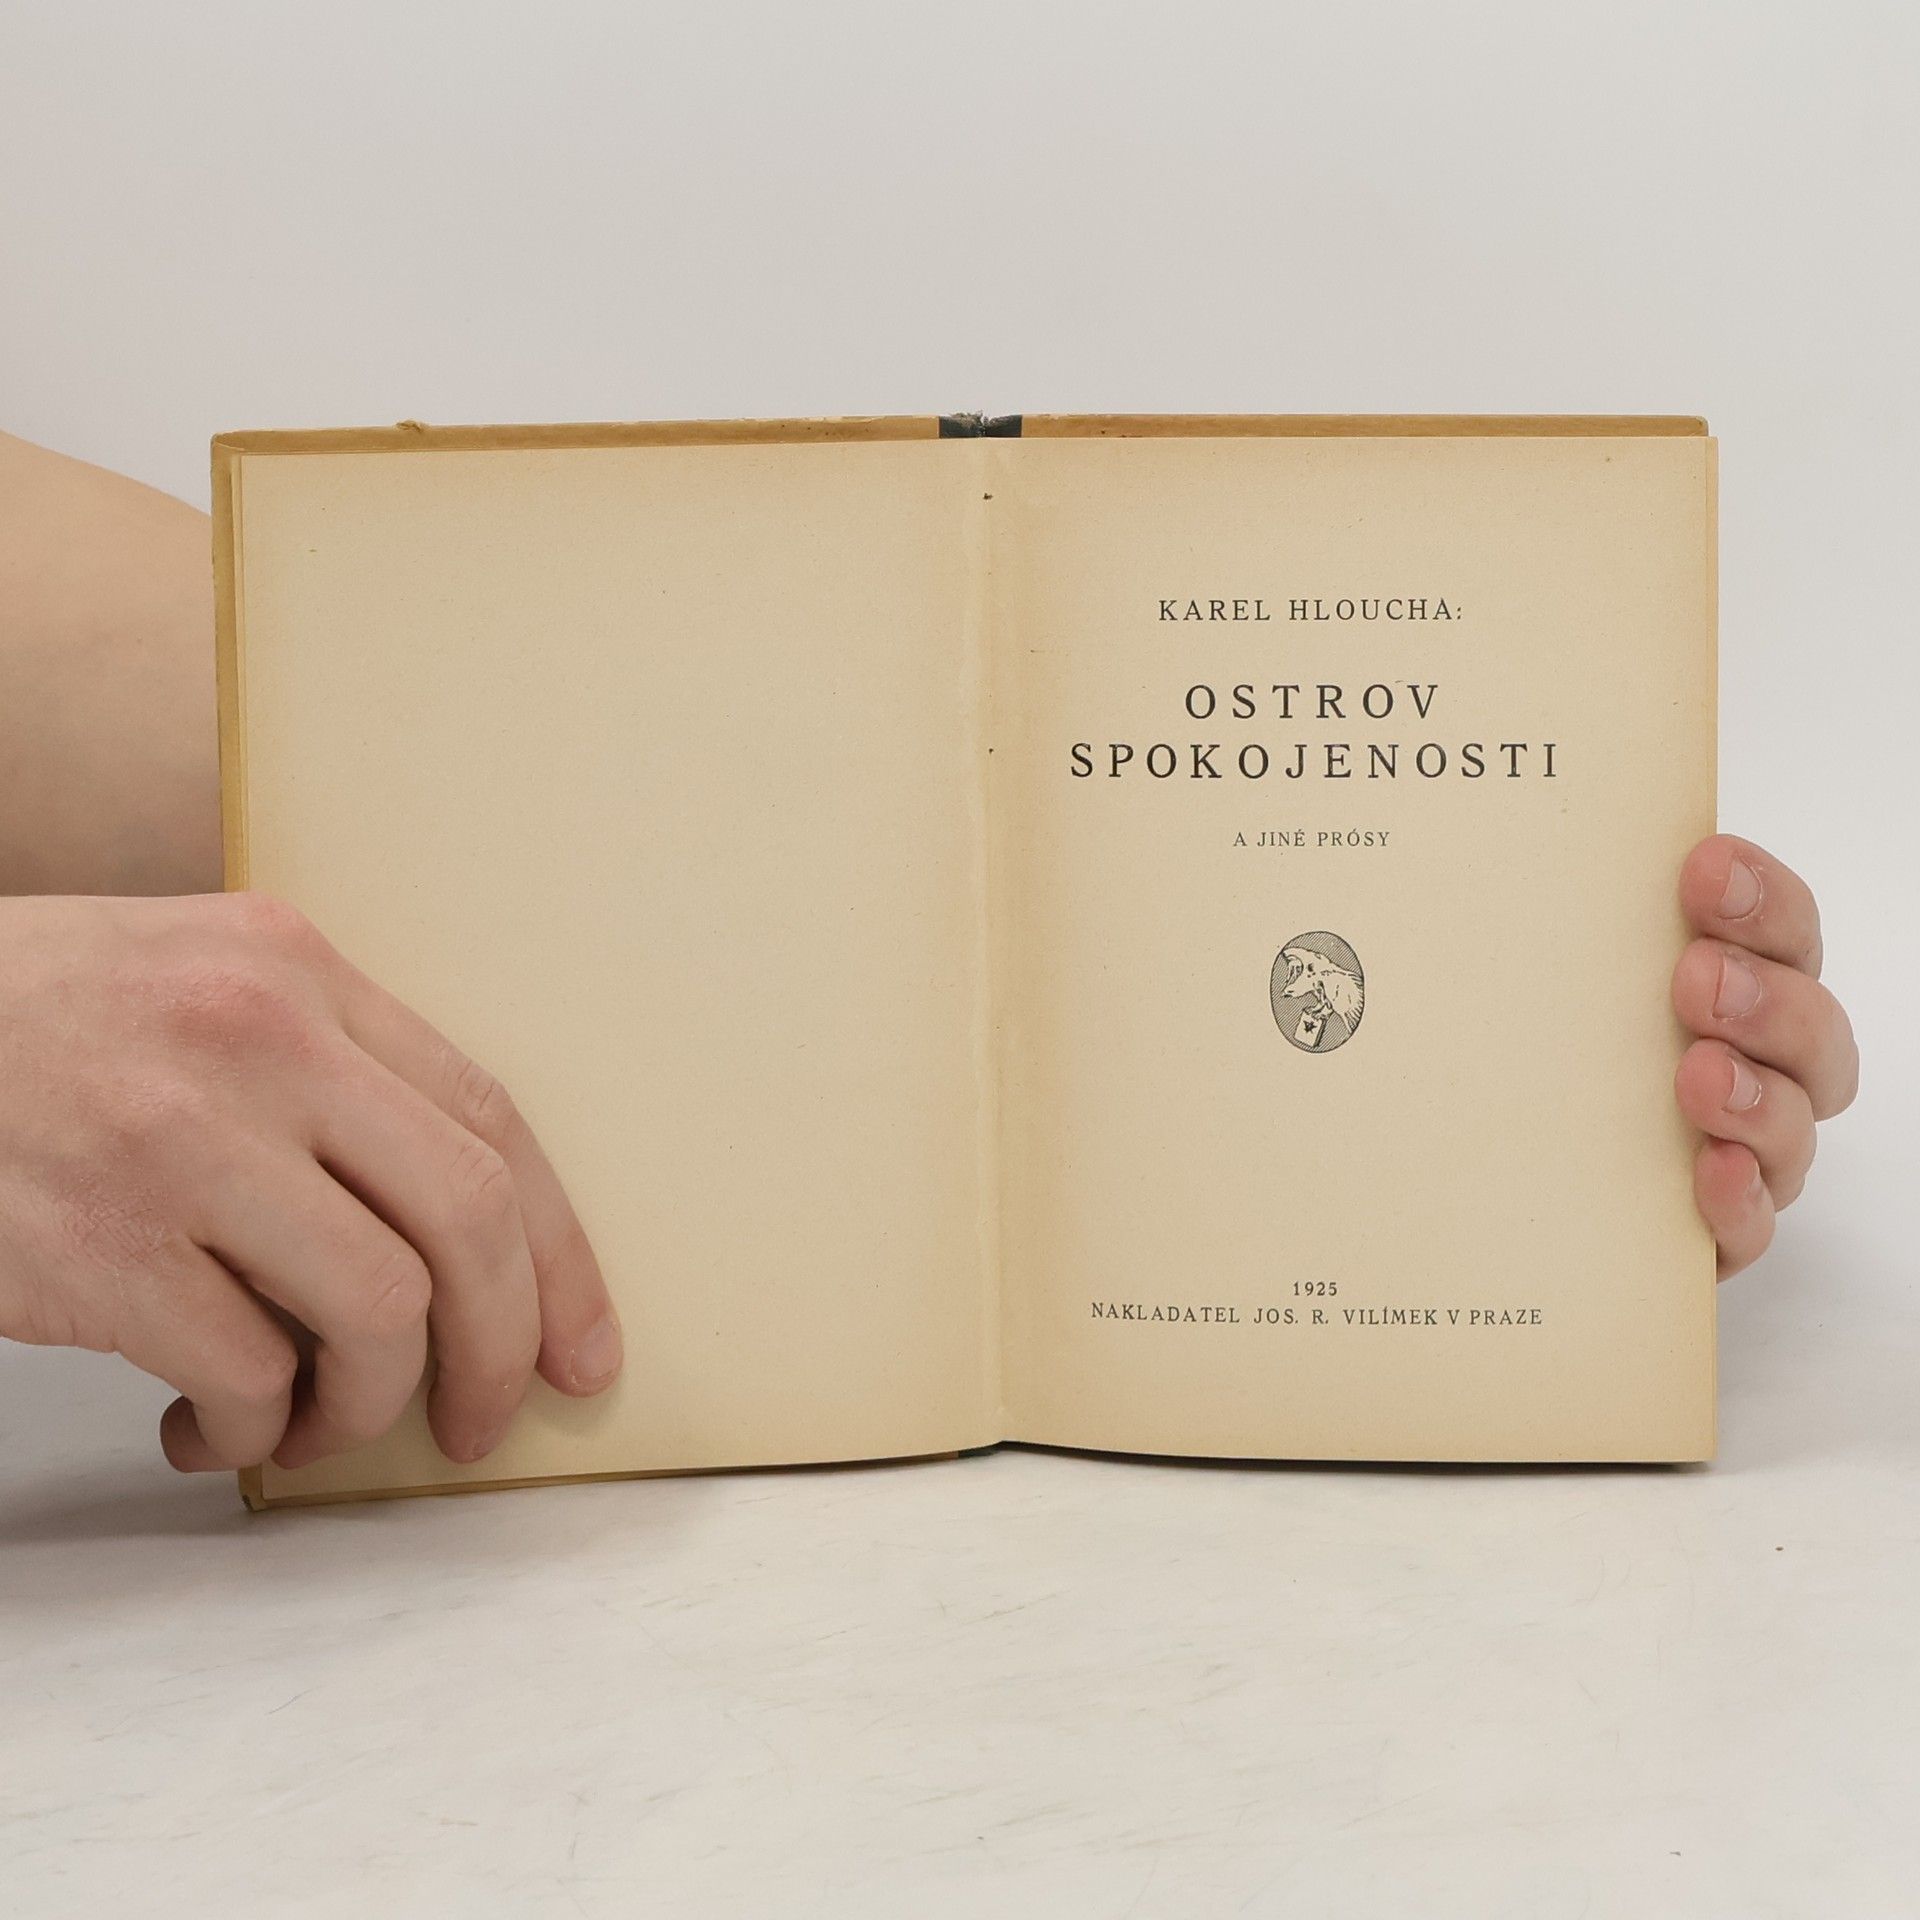 KAREL HLOUCHA:
OSTROV
SPOKOJENOSTI
A JINÉ PRÓSY
1925
NAKLADATEL JOS. R. VILÍMEK V PRAZE